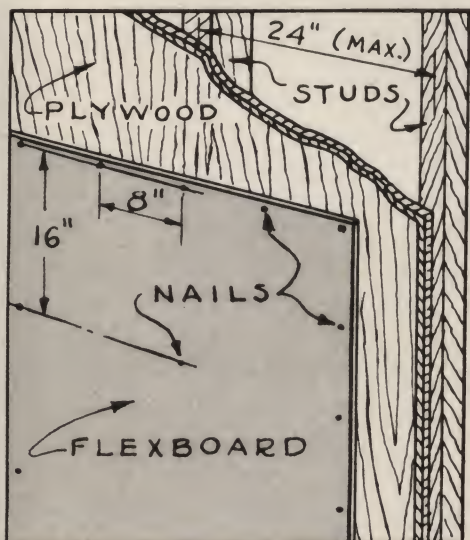 24" (MAX.)
STUDS
PLYWOOD
8"
16"
NAILS
FLEXBOARD